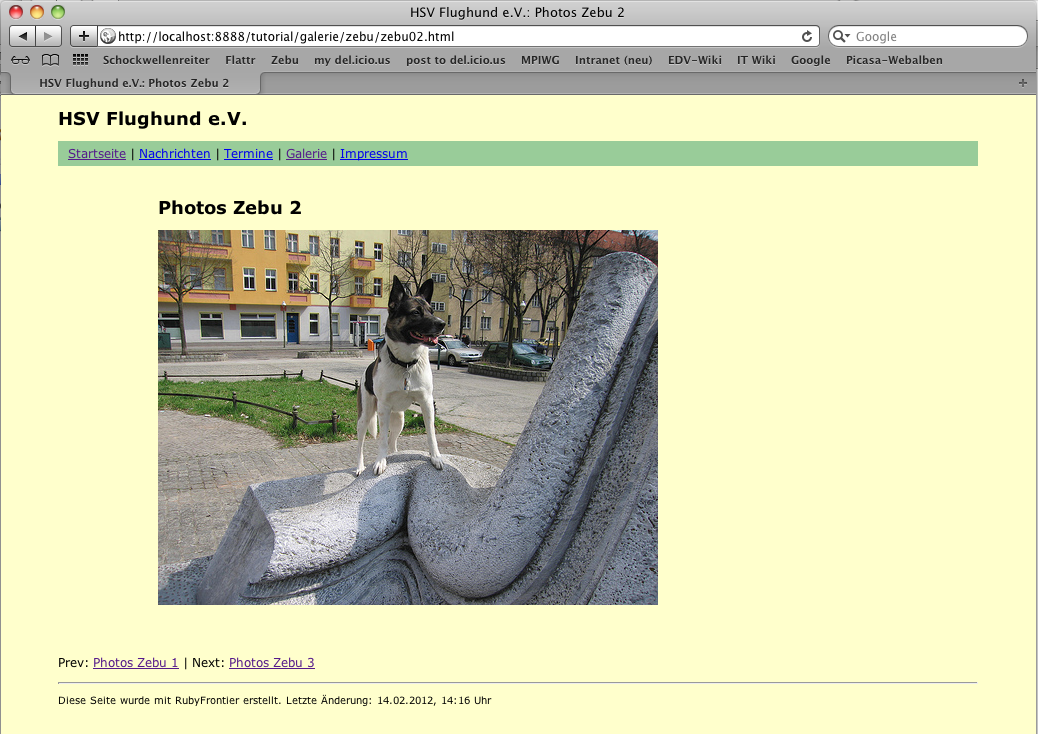 HSV Flughund e.V.: Photos Zebu 2
http://localhost:8888/tutorial/galerie/zebu/zebu02.html
Google
Schockwellenreiter Flattr Zebu my del.icio.us post to del.icio.us MPIWG Intranet (neu) EDV-Wiki IT Wiki Google Picasa-Webalben
HSV Flughund e.V.: Photos Zebu 2
HSV Flughund e.V.
Startseite | Nachrichten | Termine | Galerie | Impressum
Photos Zebu 2
Prev: Photos Zebu 1 | Next: Photos Zebu 3
Diese Seite wurde mit RubyFrontier erstellt. Letzte Änderung: 14.02.2012, 14:16 Uhr